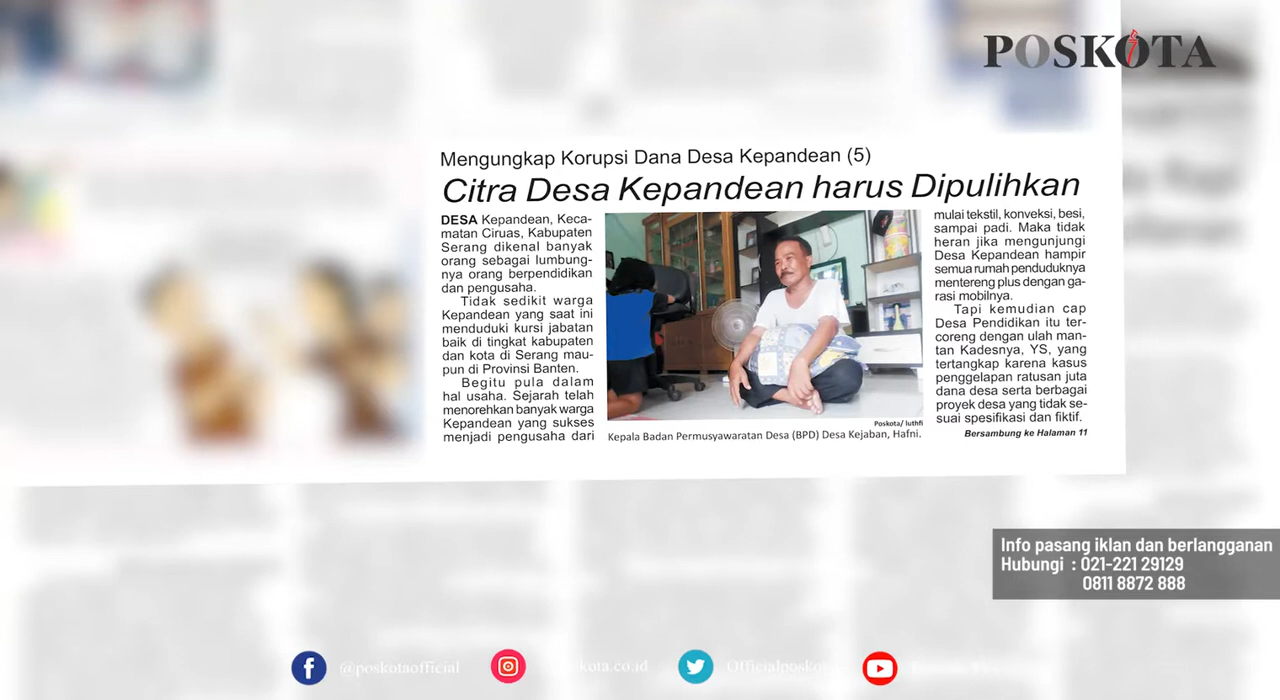 POSKOTA
Mengungkap Korupsi Dana Desa Kepandean (5)
Citra Desa Kepandean harus Dipulihkan
DESA Kepandean, Keca-
matan Ciruas, Kabupaten
Serang dikenal banyak
orang sebagai lumbung-
nya orang berpendidikan
dan pengusaha.
Tidak sedikit warga
Kepandean yang saat ini
menduduki kursi jabatan
baik di tingkat kabupaten
dan kota di Serang mau-
pun di Provinsi Banten.
Begitu pula dalam
hal usaha. Sejarah telah
menorehkan banyak warga
Kepandean yang sukses
menjadi pengusaha dari
Poskota/ luthfi
Kepala Badan Permusyawaratan Desa (BPD) Desa Kejaban, Hafni.
mulai tekstil, konveksi, besi,
sampai padi. Maka tidak
heran jika mengunjungi
Desa Kepandean hampir
semua rumah penduduknya
mentereng plus dengan ga-
rasi mobilnya.
Tapi kemudian cap
Desa Pendidikan itu ter-
coreng dengan ulah man-
tan Kadesnya, YS, yang
tertangkap karena kasus
penggelapan ratusan juta
dana desa serta berbagai
proyek desa yang tidak se-
suai spesifikasi dan fiktif.
Bersambung ke Halaman 11
Info pasang iklan dan berlangganan
Hubungi : 021-221 29129
0811 8872 888
@poskotaofficial
kota.co.id
Officialposko